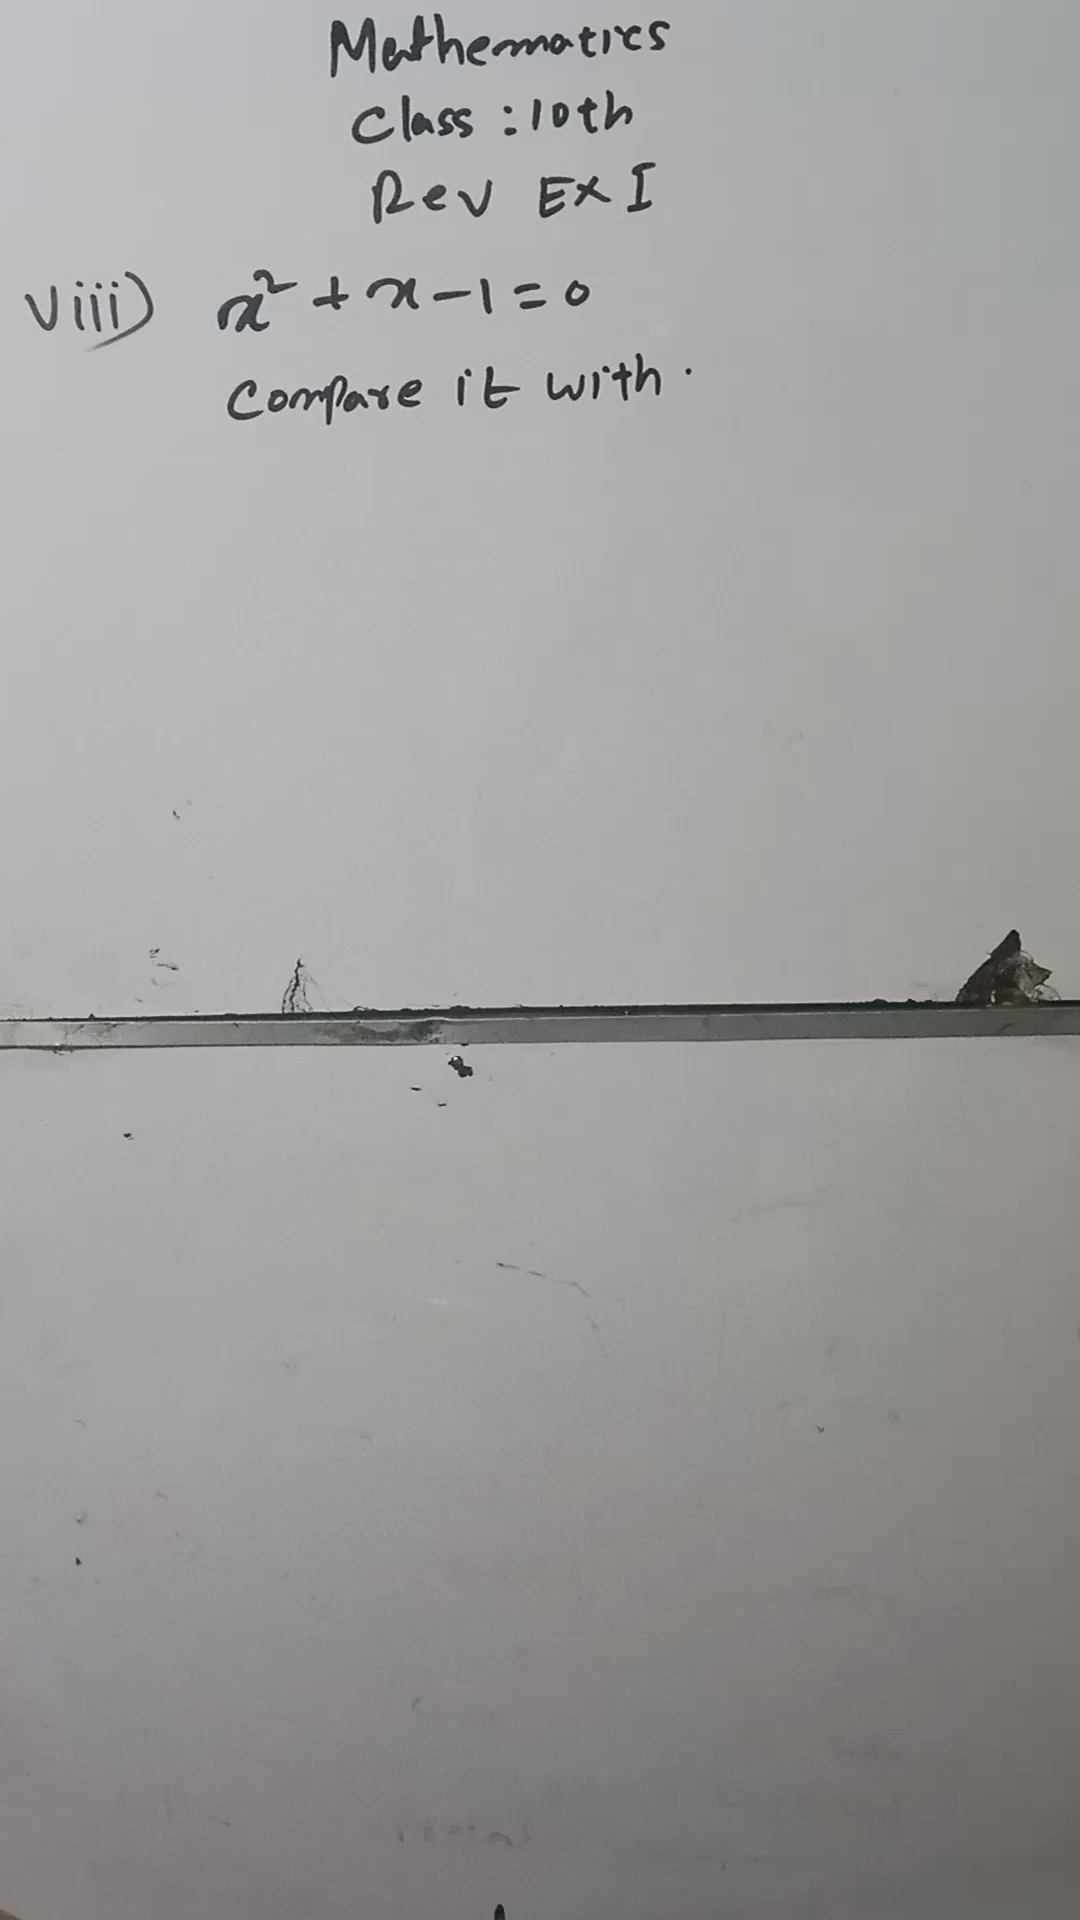 Mathematics
Class : 10th
Rev Ex I
viii) x² + x - 1 = 0
Compare it with .